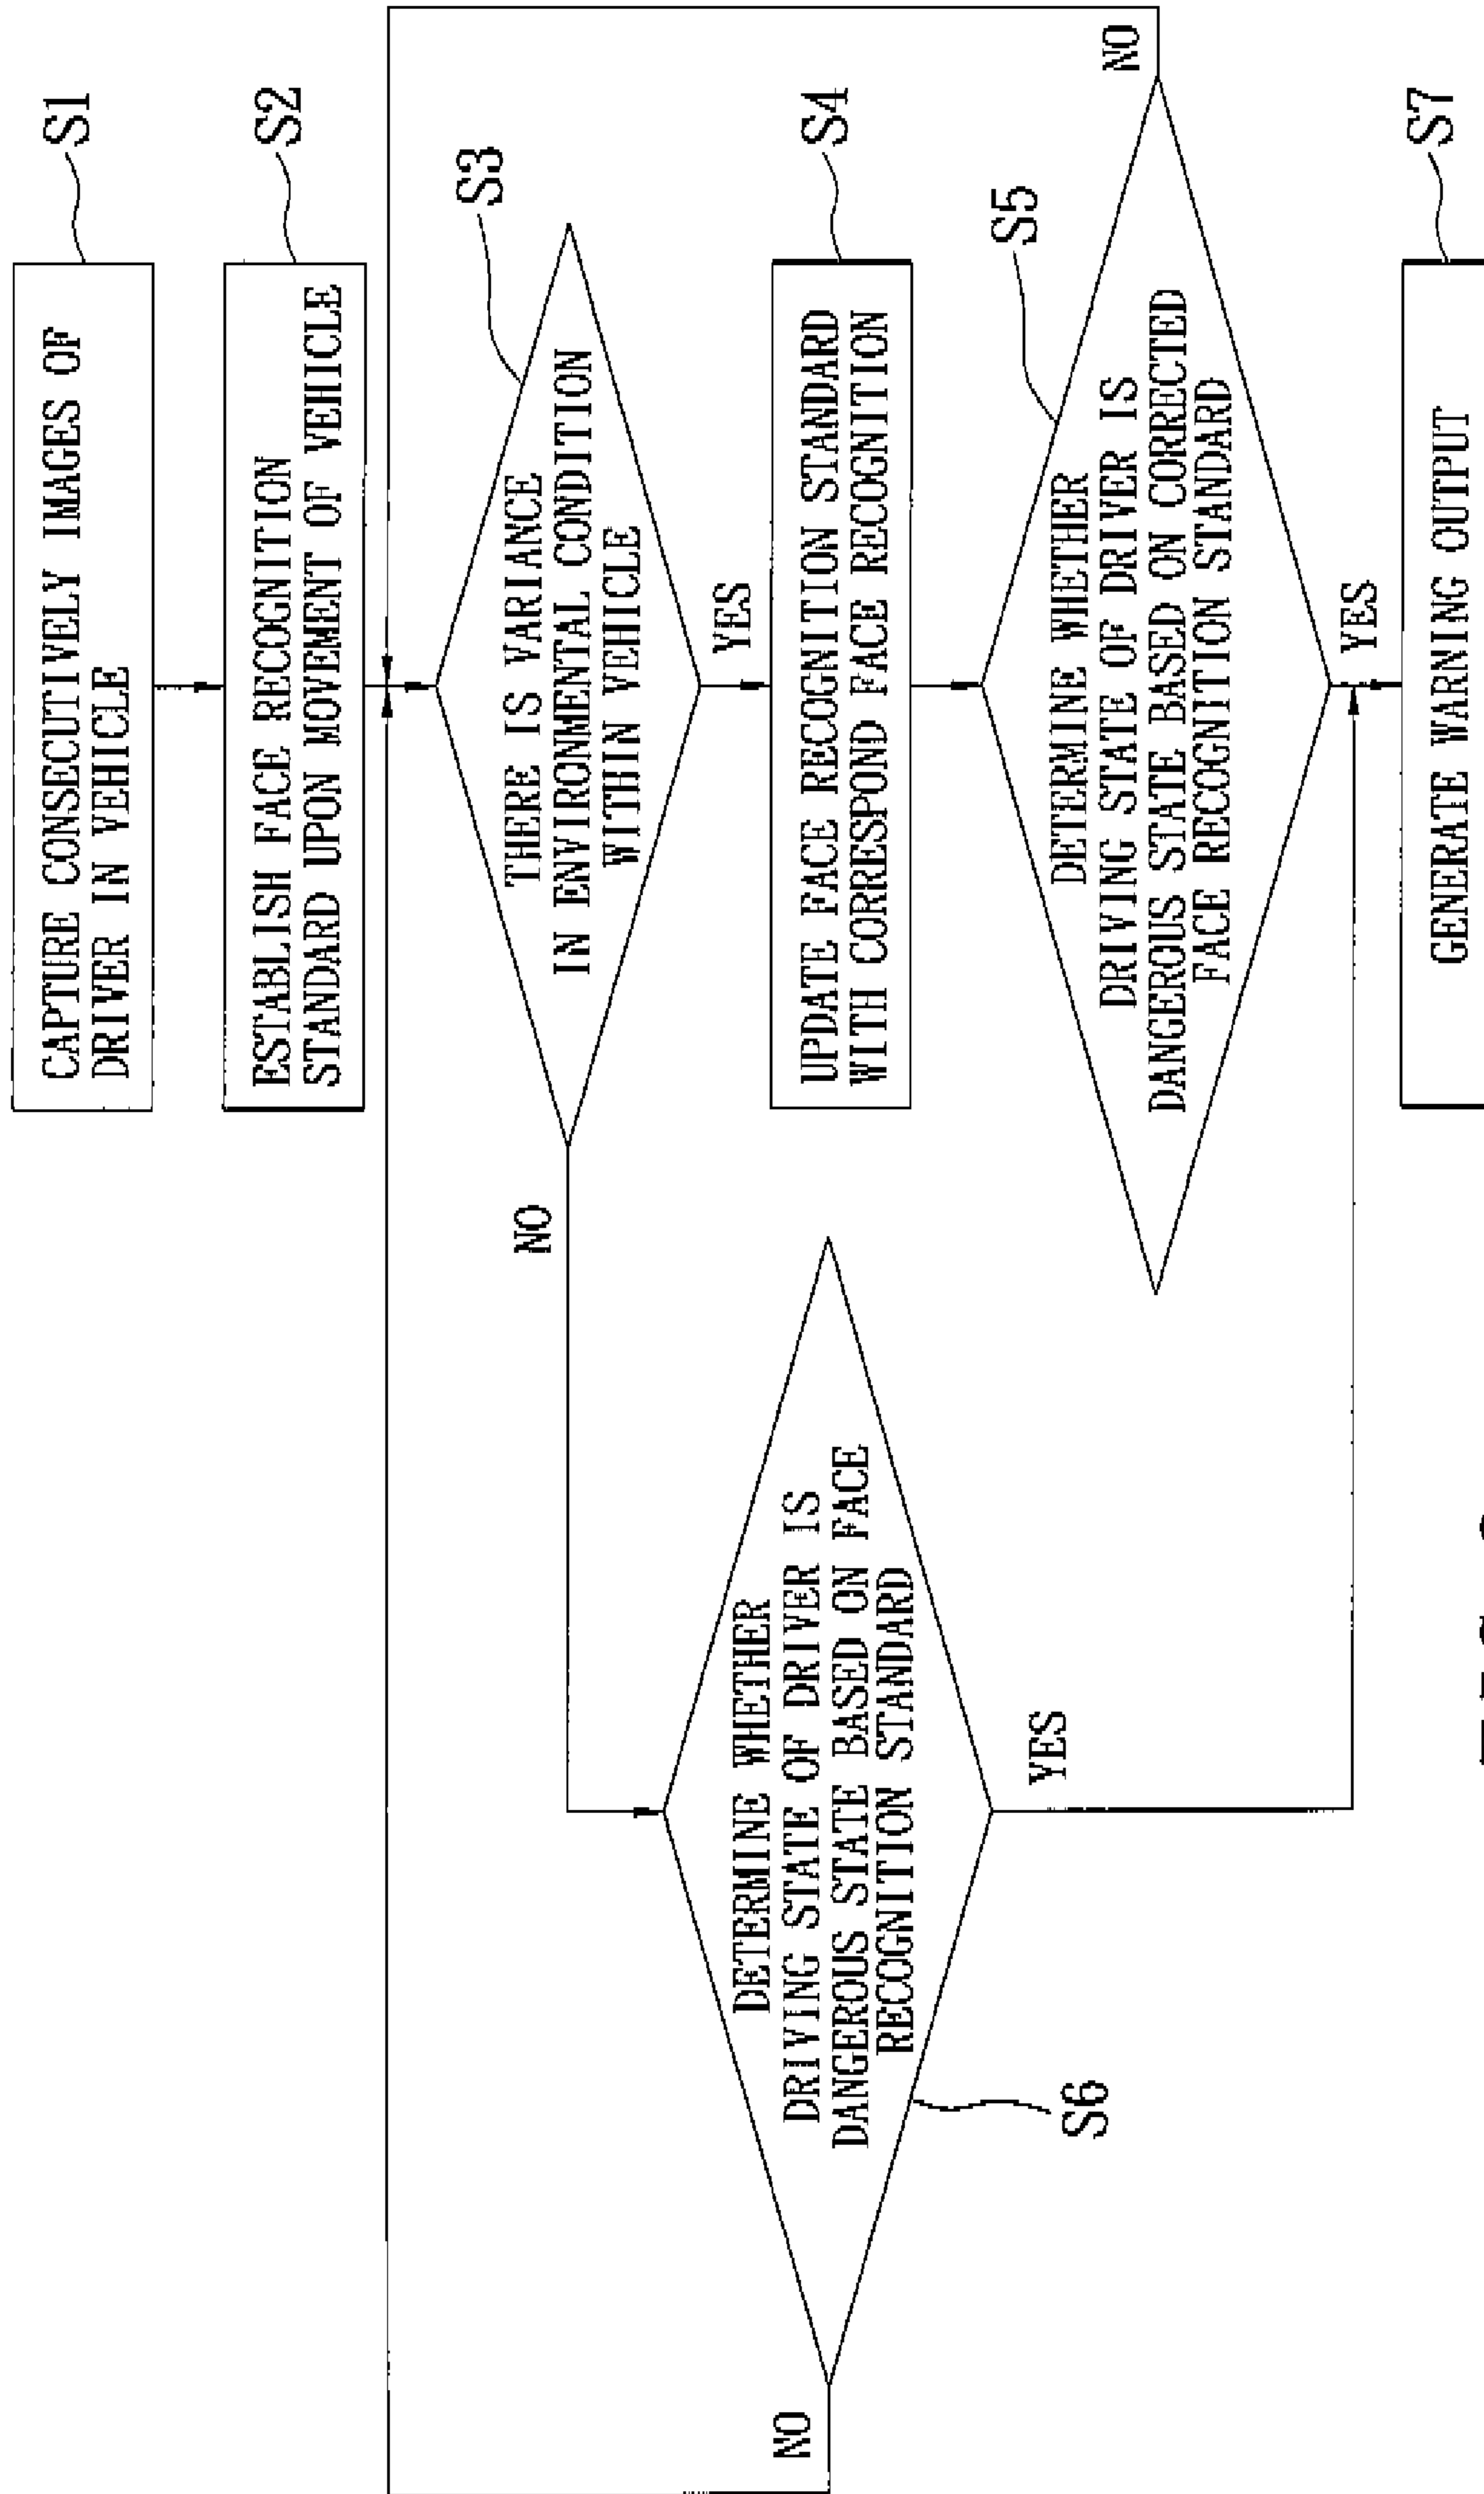 CAPTURE CONSECUTIVELY IMAGES OF
DRIVER IN VEHICLE
S1
ESTABLISH FACE RECOGNITION
STANDARD UPON MOVEMENT OF VEHICLE
S2
THERE IS VARIANCE
IN ENVIRONMENTAL CONDITION
WITHIN VEHICLE
S3
NO
YES
UPDATE FACE RECOGNITION STANDARD
WITH CORRESPOND FACE RECOGNITION
S4
DETERMINE WHETHER
DRIVING STATE OF DRIVER IS
DANGEROUS STATE BASED ON FACE
RECOGNITION STANDARD
S6
NO
YES
DETERMINE WHETHER
DRIVING STATE OF DRIVER IS
DANGEROUS STATE BASED ON CORRECTED
FACE RECOGNITION STANDARD
S5
NO
YES
GENERATE WARNING OUTPUT
S7